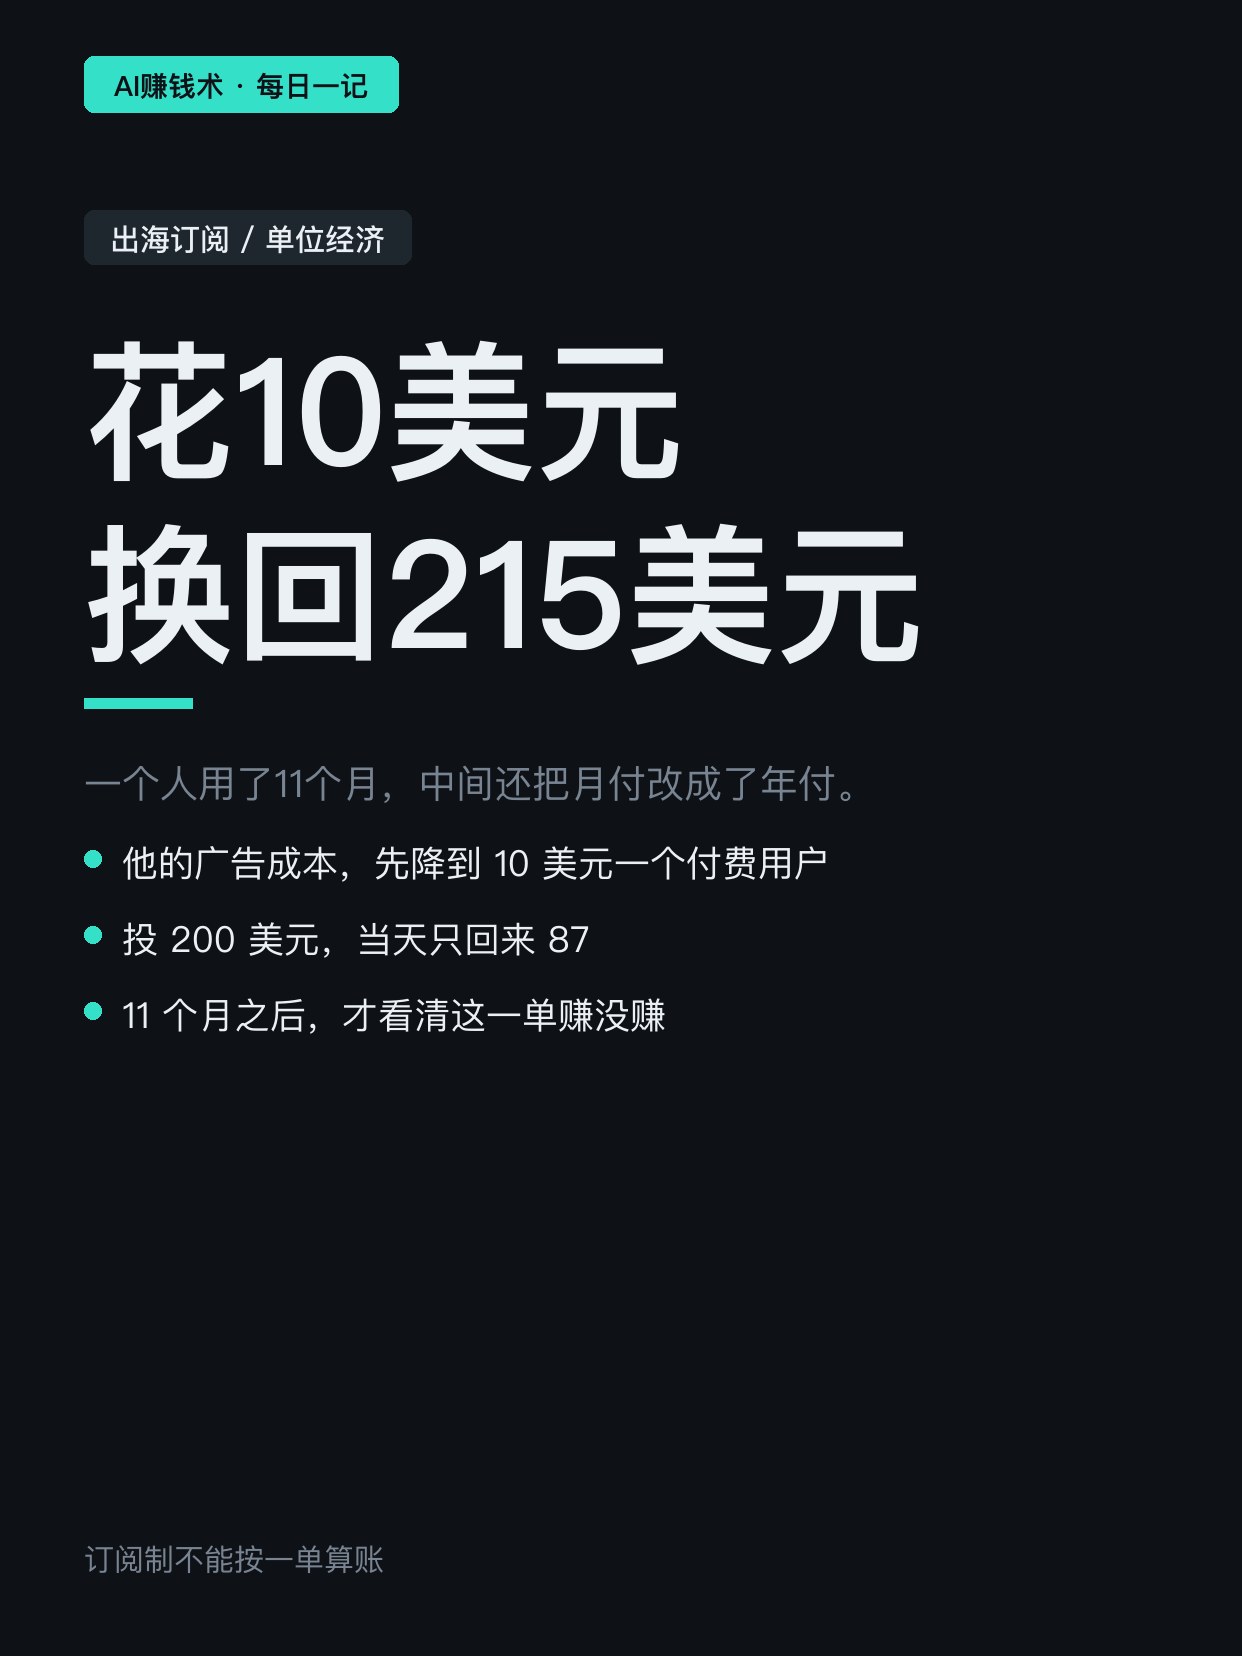 AI赚钱术 · 每日一记
出海订阅 / 单位经济
花10美元
换回215美元
一个人用了11个月，中间还把月付改成了年付。
他的广告成本，先降到 10 美元一个付费用户
投 200 美元，当天只回来 87
11 个月之后，才看清这一单赚没赚
订阅制不能按一单算账